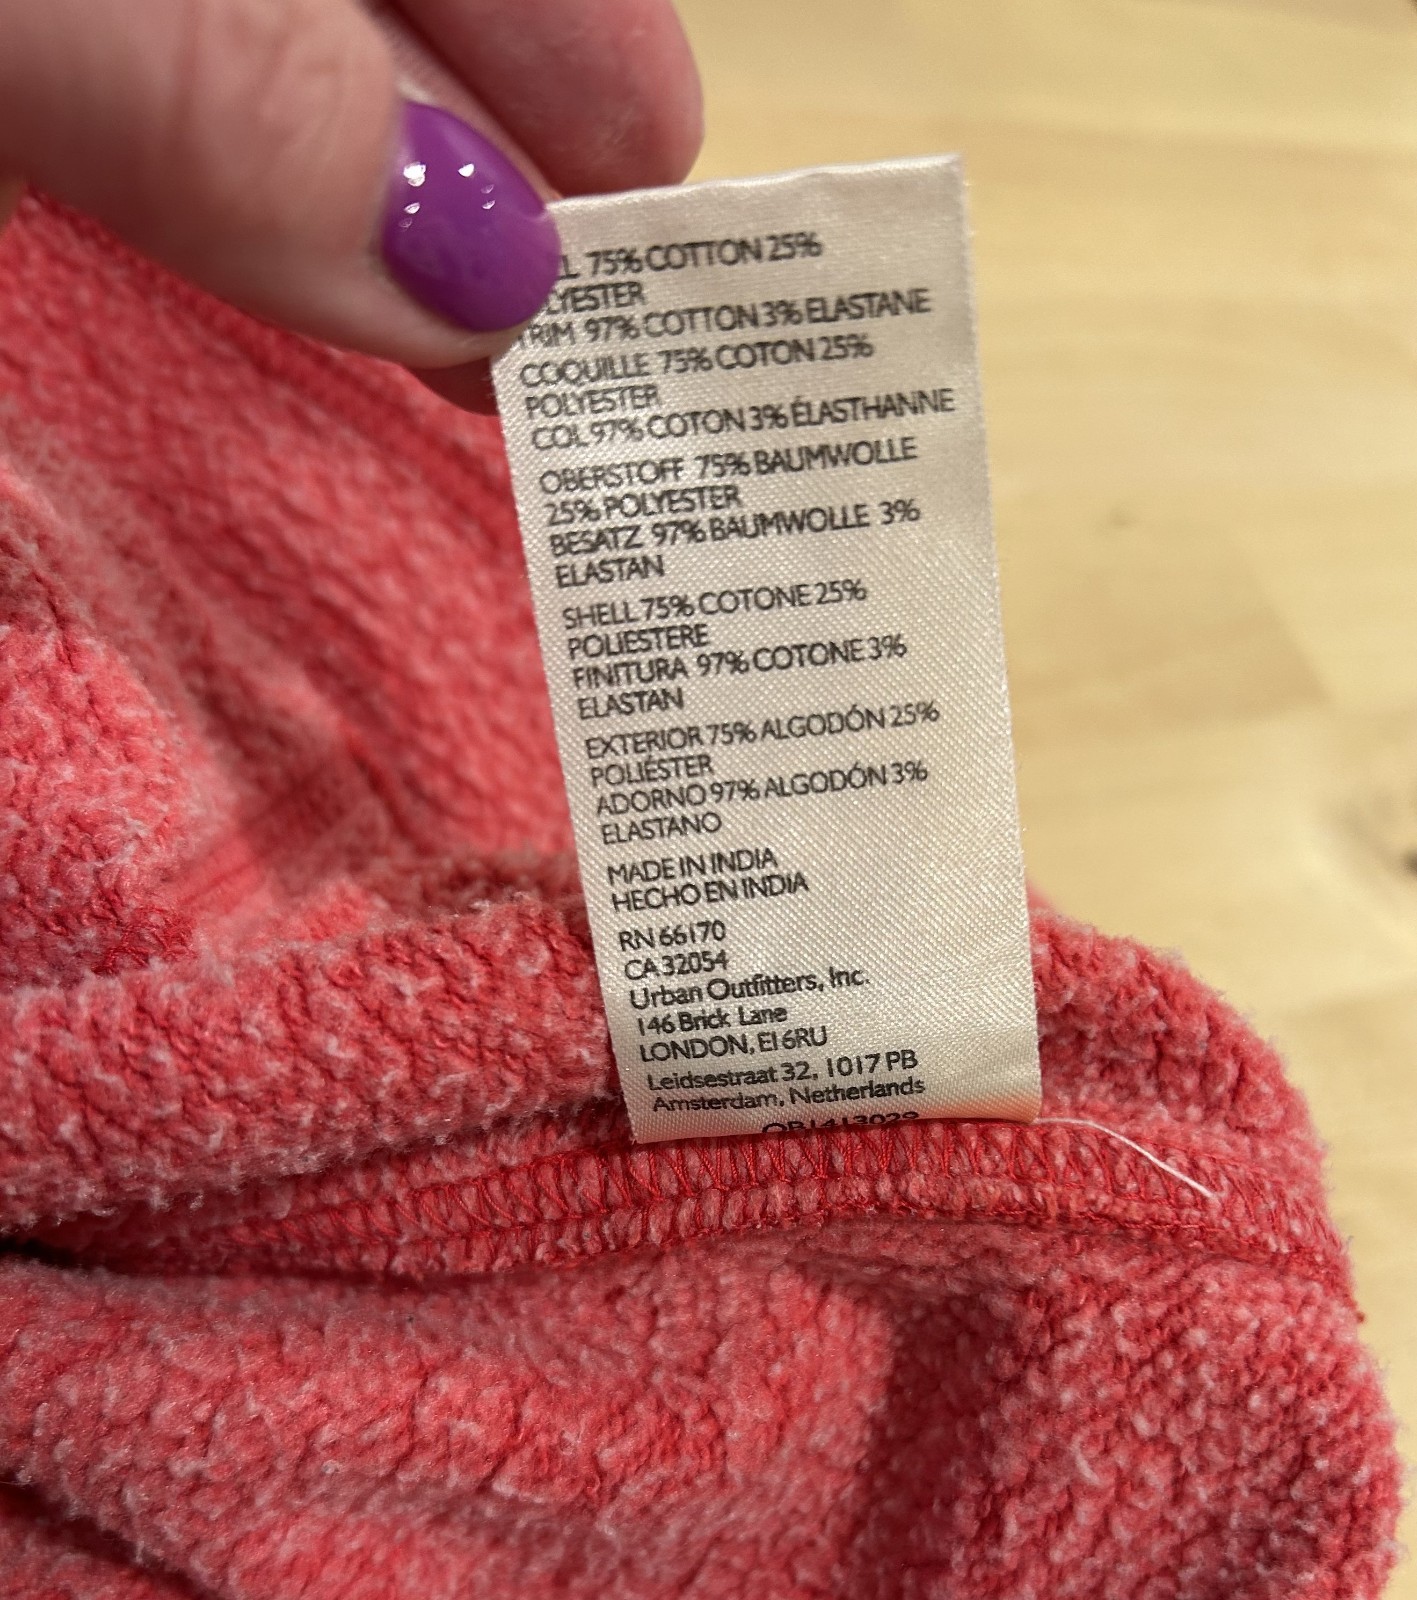 75% COTTON 25%
TRIM 97% COTTON 3% ELASTANE
COQUILLE 75% COTON 25%
POLYESTER
COL 97% COTON 3% ÉLASTHANNE
OBERSTOFF 75% BAUMWOLLE
25% POLYESTER
BESATZ 97% BAUMWOLLE 3%
ELASTAN
SHELL 75% COTONE 25%
POLIESTERE
FINITURA 97% COTONE 3%
ELASTAN
EXTERIOR 75% ALGODÓN 25%
POLIÉSTER
ADORNO 97% ALGODÓN 3%
ELASTANO
MADE IN INDIA
HECHO EN INDIA
RN 66170
CA 32054
Urban Outfitters, Inc.
146 Brick Lane
LONDON, E1 6RU
Leidsestraat 32, 1017 PB
Amsterdam, Netherlands